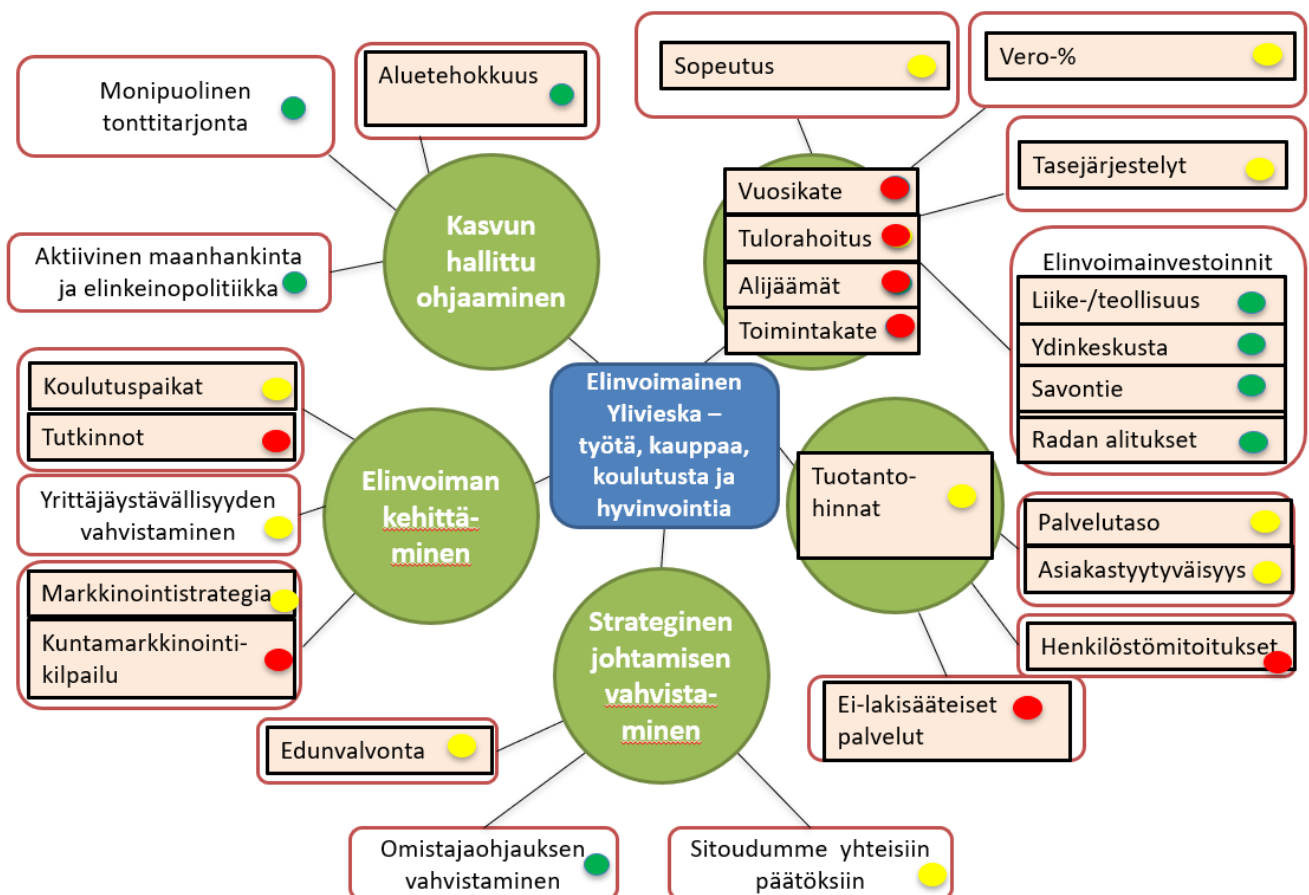 Monipuolinen
tonttitarjonta
Aluetehokkuus
Aktiivinen maanhankinta
ja elinkeinopolitiikka
Kasvun
hallittu
ohjaaminen
Sopeutus
Vero-%
Tasejärjestelyt
Vuosikate
Tulorahoitus
Alijäämät
Toimintakate
Elinvoimainvestoinnit
Liike-/teollisuus
Ydinkeskusta
Savontie
Radan alitukset
Elinvoimainen
Ylivieska –
työtä, kauppaa,
koulutusta ja
hyvinvointia
Koulutuspaikat
Tutkinnot
Yrittäjäystävällisyyden
vahvistaminen
Markkinointistrategia
Kuntamarkkinointi-
kilpailu
Elinvoiman
kehittä-
minen
Tuotanto-
hinnat
Palvelutaso
Asiakastyytyväisyys
Henkilöstömitoitukset
Ei-lakisääteiset
palvelut
Strateginen
johtamisen
vahvista-
minen
Edunvalvonta
Omistajaohjauksen
vahvistaminen
Sitoudumme yhteisiin
päätöksiin